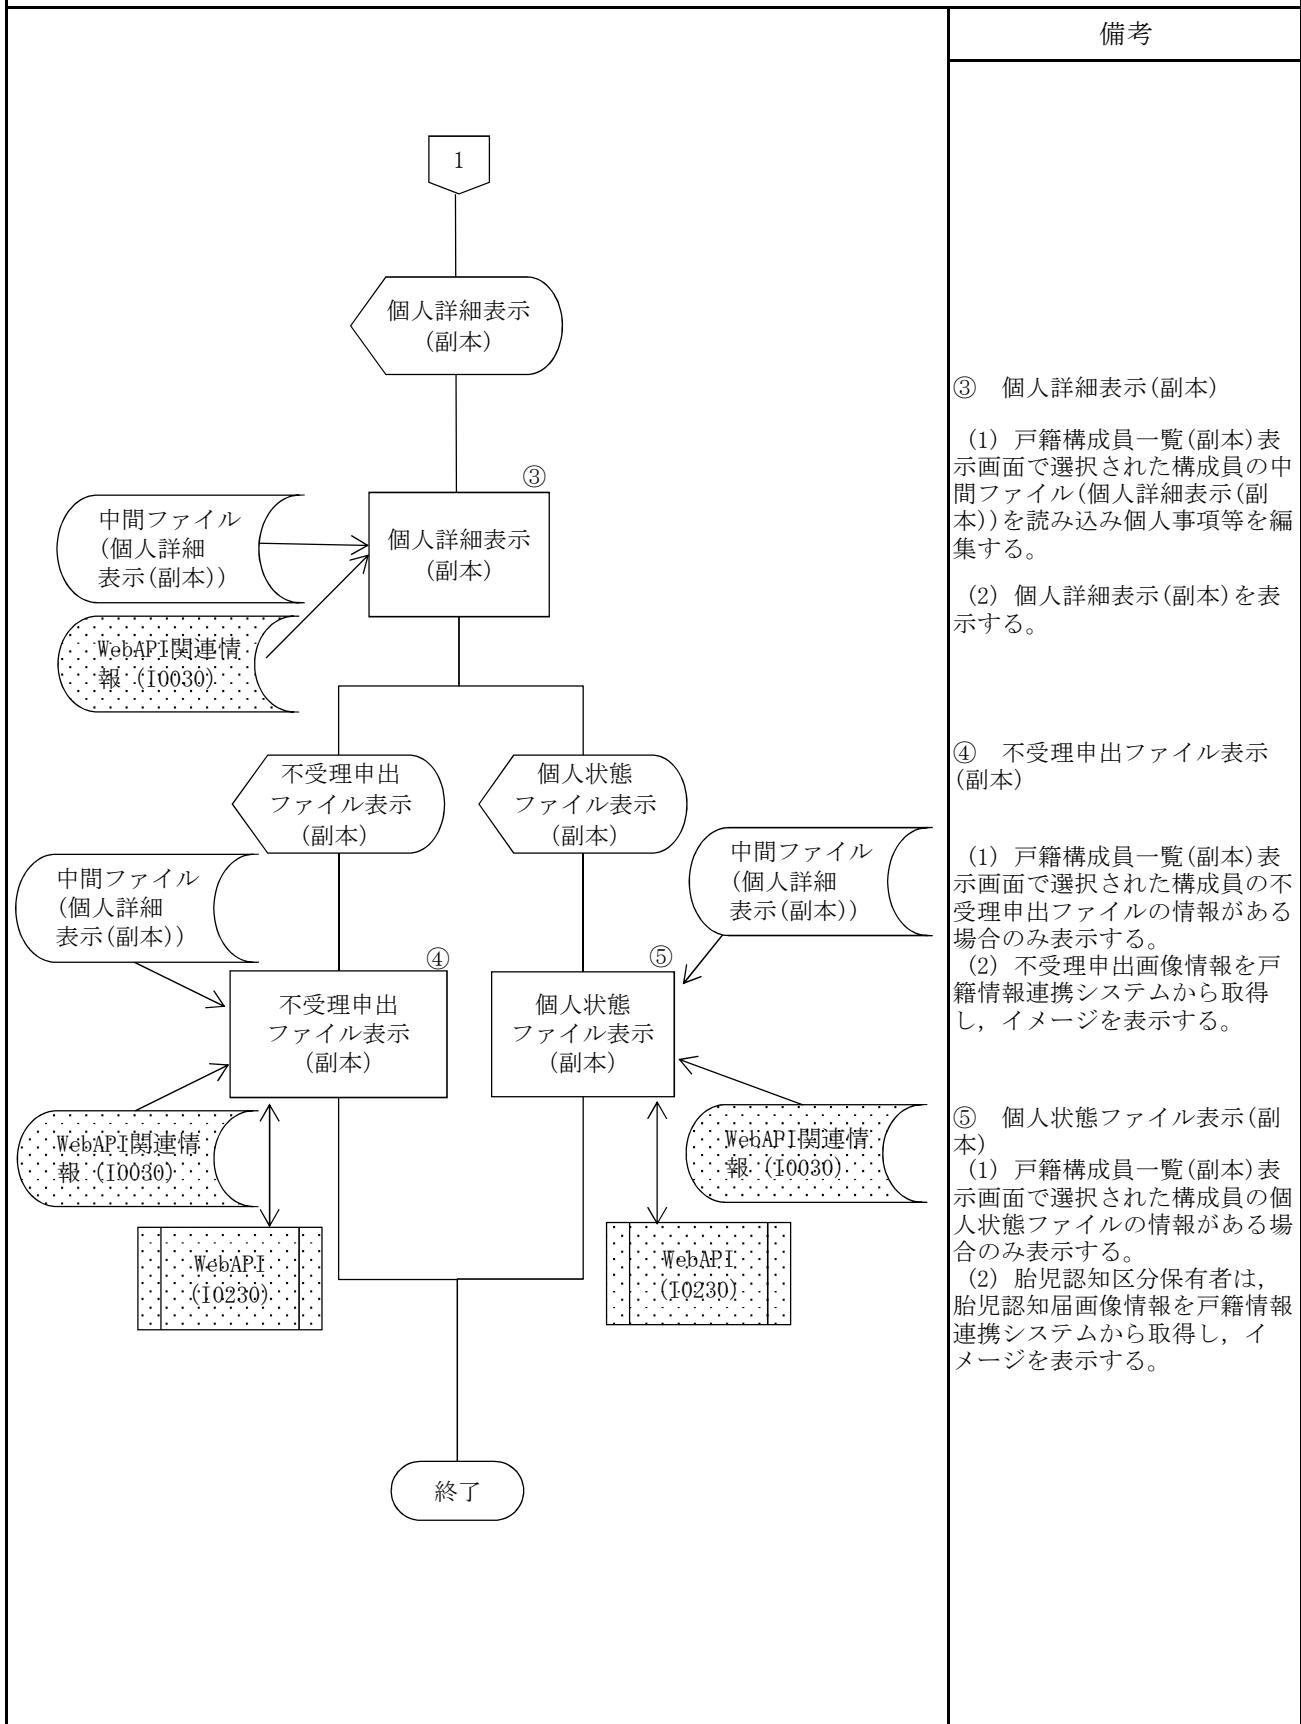 備考
1
個人詳細表示
(副本)
③
中間ファイル
(個人詳細
表示(副本))
個人詳細表示
(副本)
WebAPI関連情
報 (I0030)
不受理申出
ファイル表示
(副本)
個人状態
ファイル表示
(副本)
中間ファイル
(個人詳細
表示(副本))
中間ファイル
(個人詳細
表示(副本))
④
不受理申出
ファイル表示
(副本)
⑤
個人状態
ファイル表示
(副本)
WebAPI関連情
報 (I0030)
WebAPI関連情
報 (I0030)
WebAPI
(I0230)
WebAPI
(I0230)
終了
③ 個人詳細表示(副本)
(1) 戸籍構成員一覧(副本)表
示画面で選択された構成員の中
間ファイル(個人詳細表示(副
本))を読み込み個人事項等を編
集する。
(2) 個人詳細表示(副本)を表
示する。
④ 不受理申出ファイル表示
(副本)
(1) 戸籍構成員一覧(副本)表
示画面で選択された構成員の不
受理申出ファイルの情報がある
場合のみ表示する。
(2) 不受理申出画像情報を戸
籍情報連携システムから取得
し，イメージを表示する。
⑤ 個人状態ファイル表示(副
本)
(1) 戸籍構成員一覧(副本)表
示画面で選択された構成員の個
人状態ファイルの情報がある場
合のみ表示する。
(2) 胎児認知区分保有者は，
胎児認知届画像情報を戸籍情報
連携システムから取得し，イ
メージを表示する。